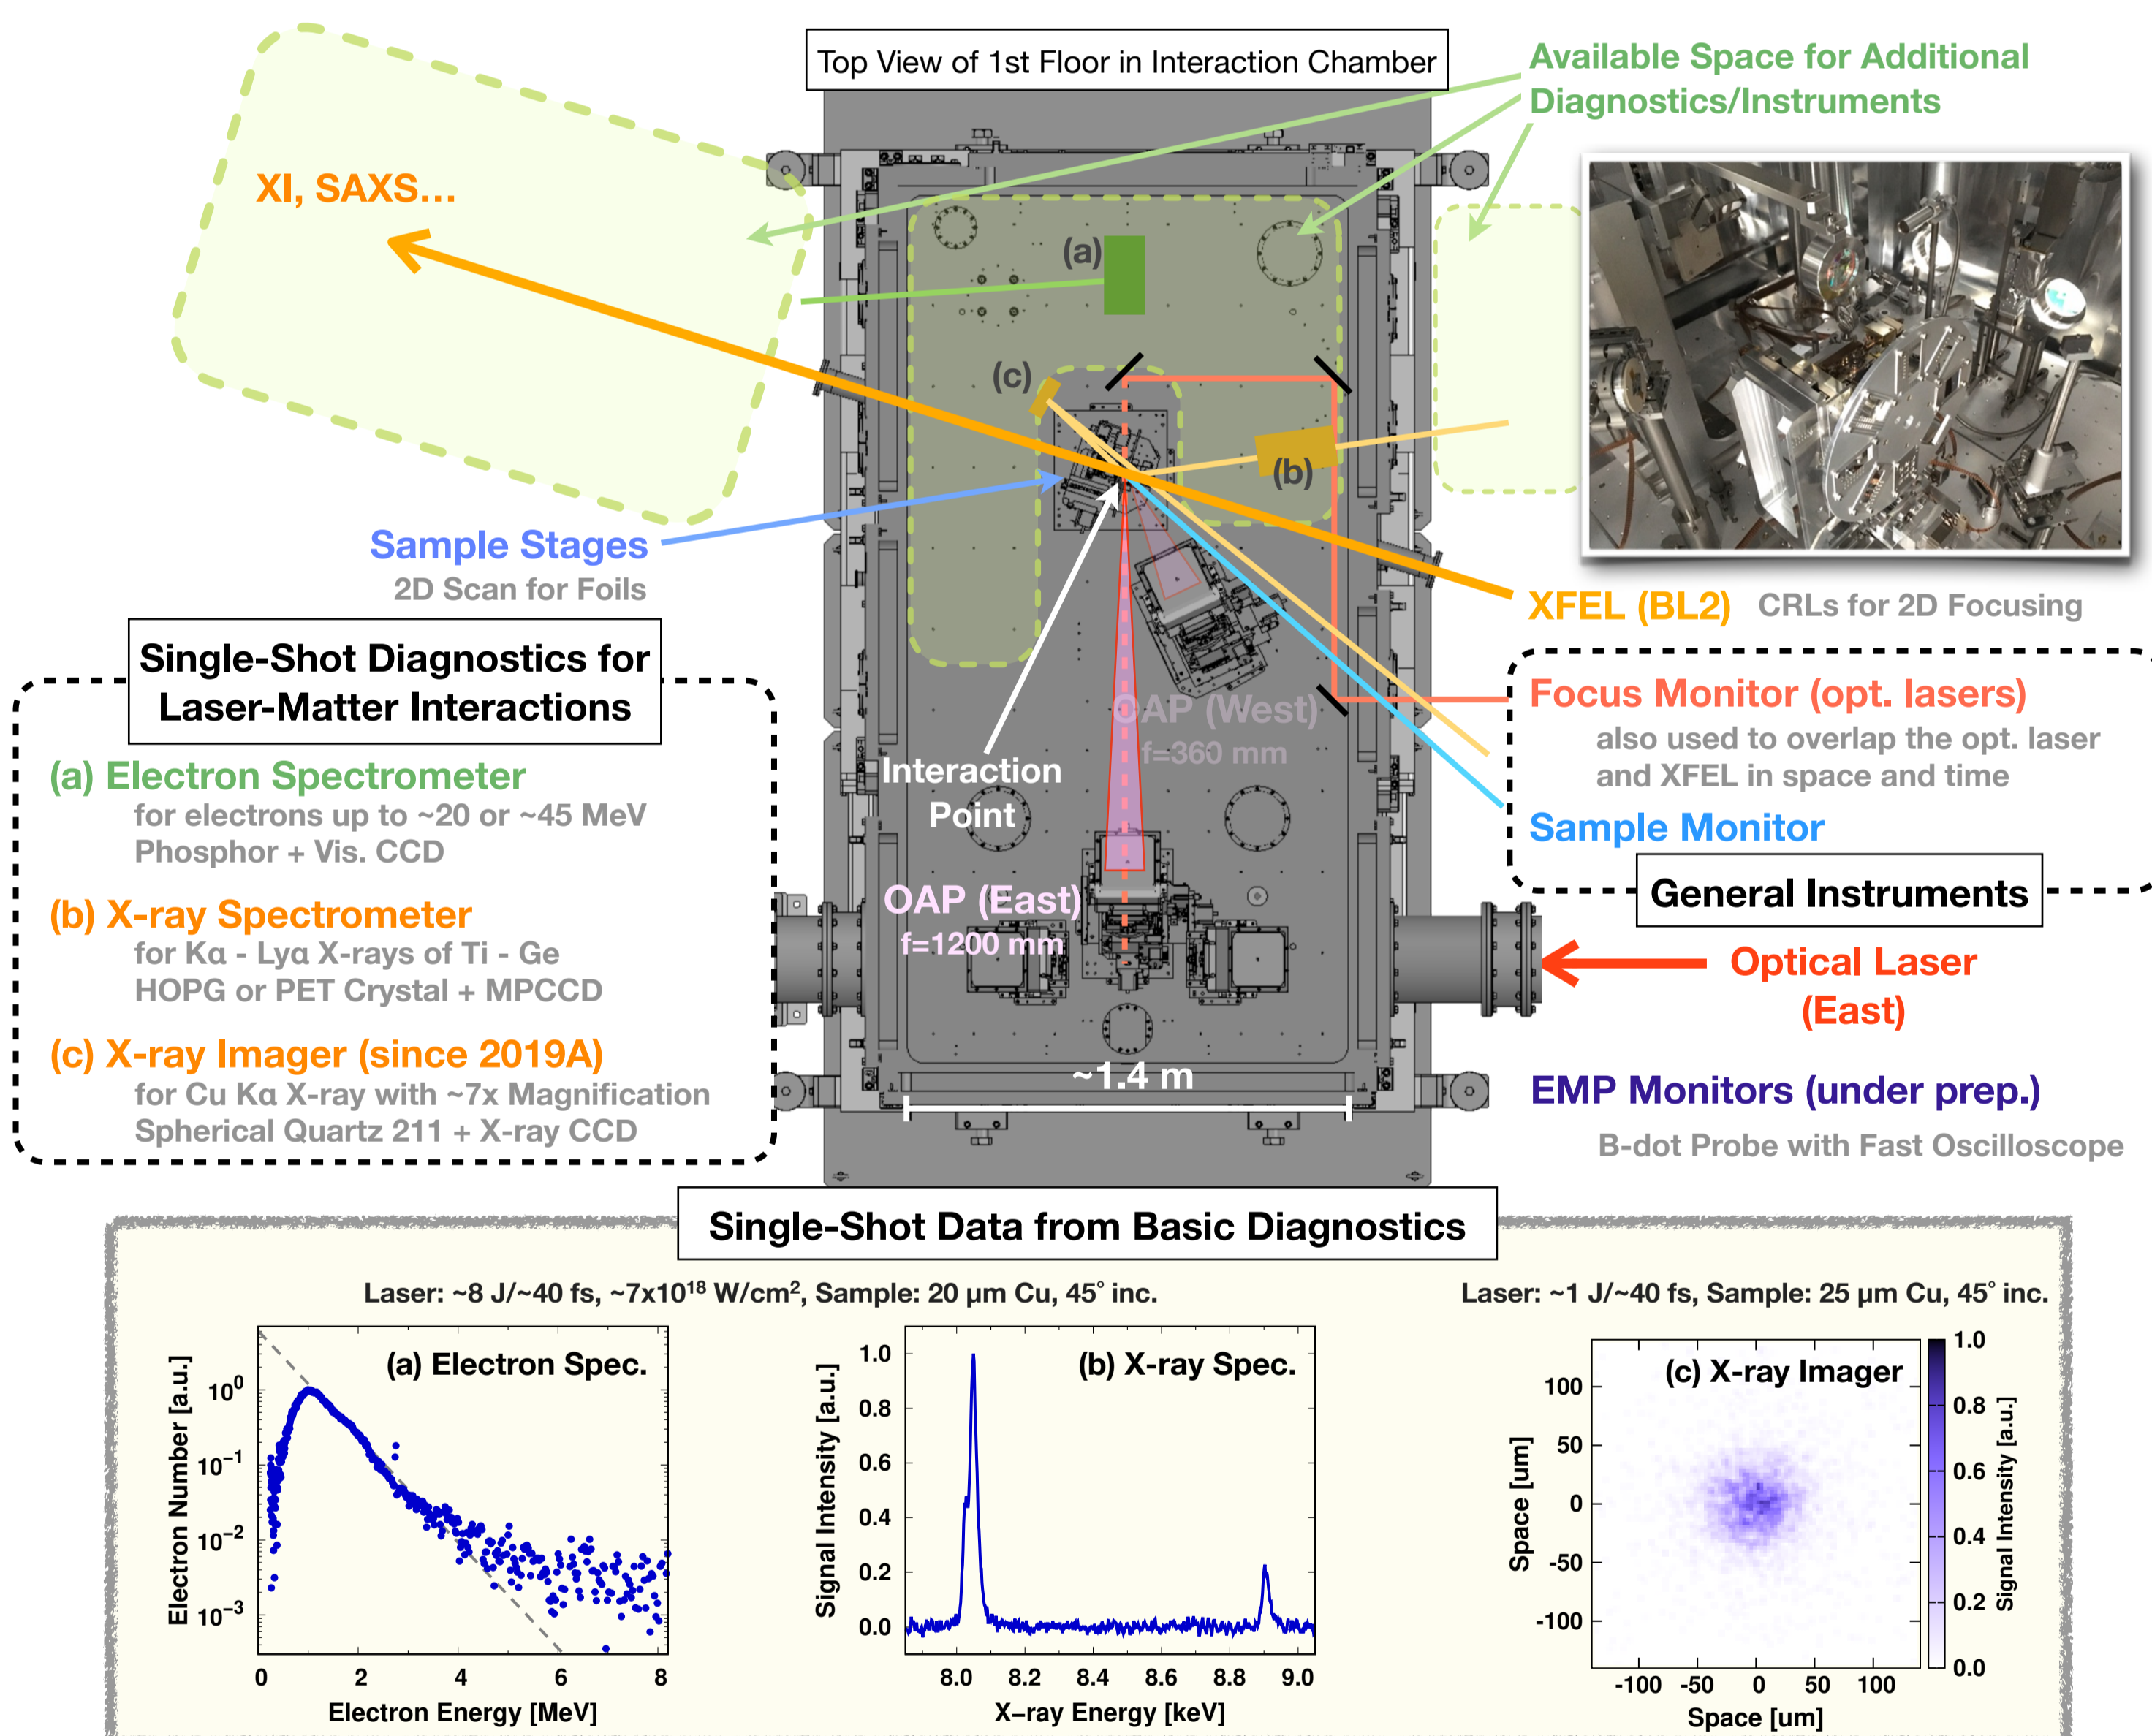 Top View of 1st Floor in Interaction Chamber
Available Space for Additional
Diagnostics/Instruments
XI, SAXS...
(a)
(c)
(b)
Sample Stages
2D Scan for Foils
XFEL (BL2)
CRLs for 2D Focusing
Single-Shot Diagnostics for
Laser-Matter Interactions
(a) Electron Spectrometer
for electrons up to ~20 or ~45 MeV
Phosphor + Vis. CCD
(b) X-ray Spectrometer
for Kα - Lyα X-rays of Ti - Ge
HOPG or PET Crystal + MPCCD
(c) X-ray Imager (since 2019A)
for Cu Kα X-ray with ~7x Magnification
Spherical Quartz 211 + X-ray CCD
OAP (West)
f=360 mm
Interaction
Point
OAP (East)
f=1200 mm
~1.4 m
Focus Monitor (opt. lasers)
also used to overlap the opt. laser
and XFEL in space and time
Sample Monitor
General Instruments
Optical Laser
(East)
EMP Monitors (under prep.)
B-dot Probe with Fast Oscilloscope
Single-Shot Data from Basic Diagnostics
Laser: ~8 J/~40 fs, ~7x10¹⁸ W/cm², Sample: 20 µm Cu, 45° inc.
Laser: ~1 J/~40 fs, Sample: 25 µm Cu, 45° inc.
(a) Electron Spec.
Electron Number [a.u.]
10⁰
10⁻¹
10⁻²
10⁻³
0 2 4 6 8
Electron Energy [MeV]
(b) X-ray Spec.
Signal Intensity [a.u.]
1.0
0.8
0.6
0.4
0.2
0.0
8.0 8.2 8.4 8.6 8.8 9.0
X−ray Energy [keV]
(c) X-ray Imager
Space [um]
100
50
0
-50
-100
-100 -50 0 50 100
Space [um]
1.0
0.8
0.6
0.4
0.2
0.0
Signal Intensity [a.u.]